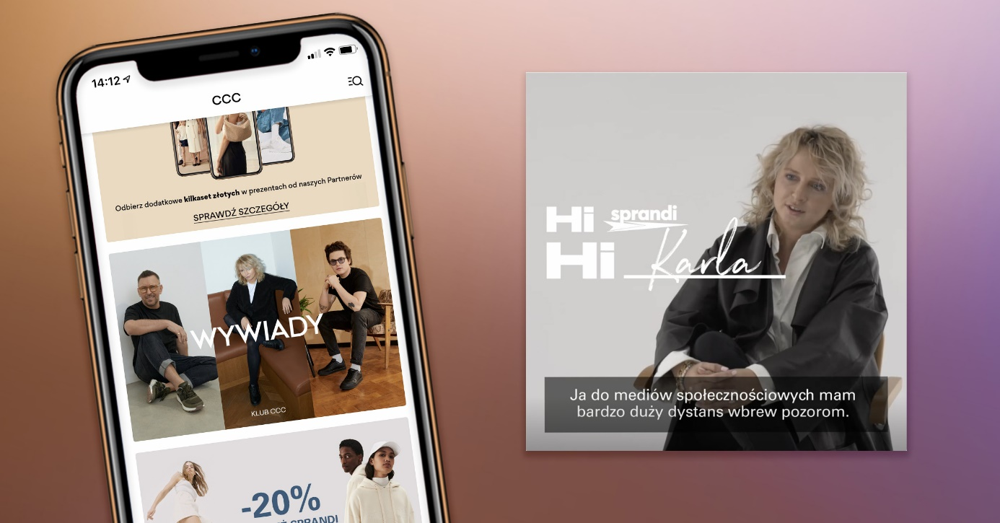 14:12
CCC
Odbierz dodatkowe kilkaset złotych w prezentach od naszych Partnerów
SPRAWDŹ SZCZEGÓŁY
WYWIADY
KLUB CCC
-20%
SPRANDI
Hi sprandi
Hi Karla
Ja do mediów społecznościowych mam
bardzo duży dystans wbrew pozorom.